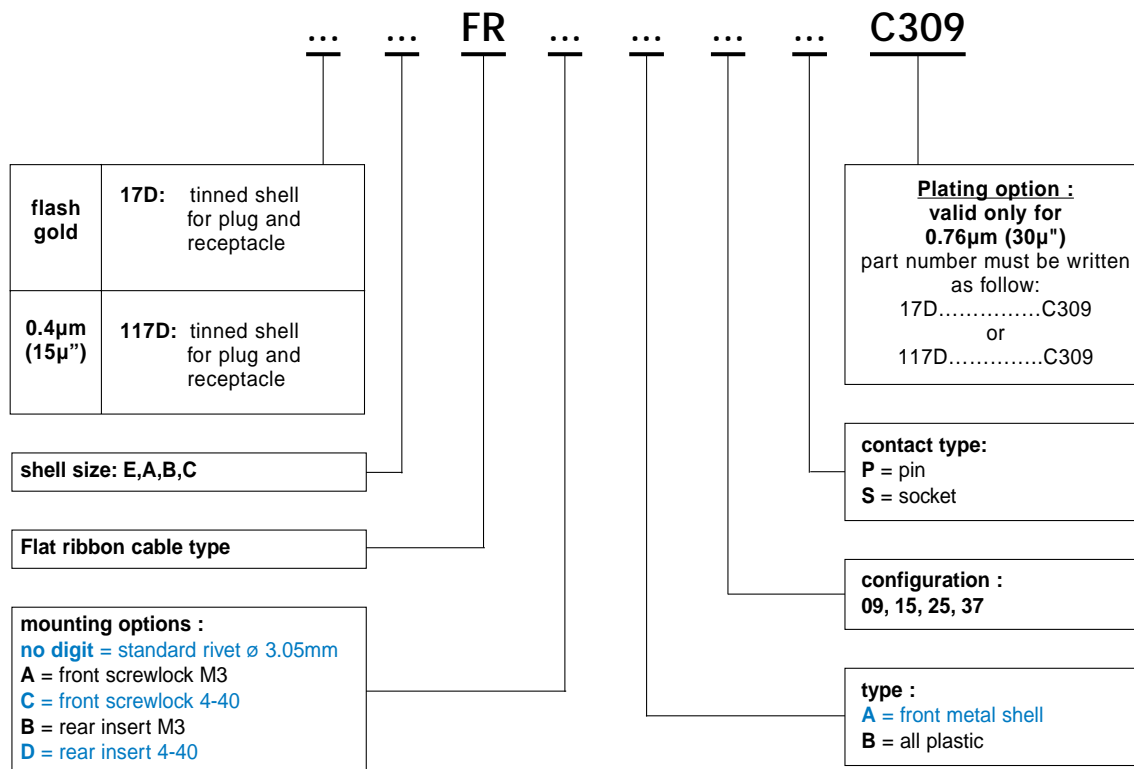 ... ... FR ... ... ... ... C309
flash
gold
17D: tinned shell
for plug and
receptacle
0.4µm
(15µ”)
117D: tinned shell
for plug and
receptacle
shell size: E,A,B,C
Flat ribbon cable type
mounting options :
no digit = standard rivet ø 3.05mm
A = front screwlock M3
C = front screwlock 4-40
B = rear insert M3
D = rear insert 4-40
Plating option :
valid only for
0.76µm (30µ")
part number must be written
as follow:
17D……………C309
or
117D…………..C309
contact type:
P = pin
S = socket
configuration :
09, 15, 25, 37
type :
A = front metal shell
B = all plastic